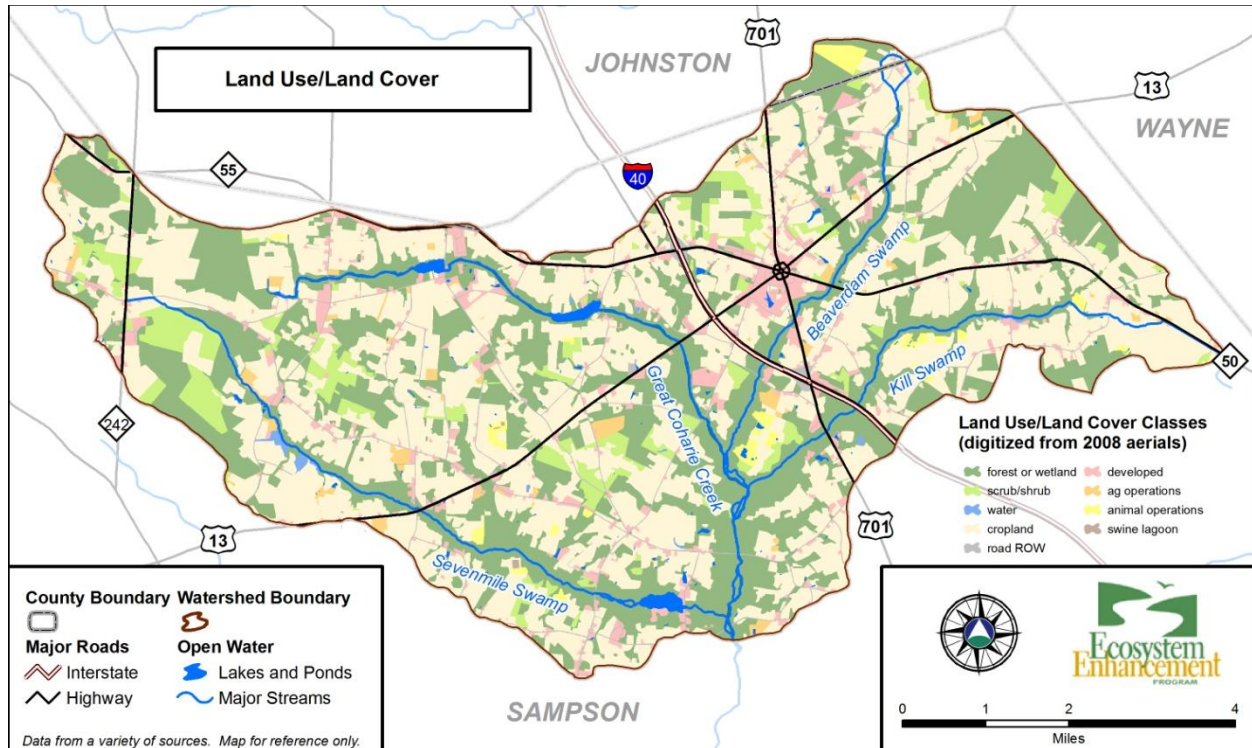 Land Use/Land Cover
JOHNSTON
701
13
WAYNE
55
40
Beaverdam Swamp
Kill Swamp
50
Great Coharie Creek
242
13
Sevenmile Swamp
701
SAMPSON
Land Use/Land Cover Classes
(digitized from 2008 aerials)
forest or wetland
developed
scrub/shrub
ag operations
water
animal operations
cropland
swine lagoon
road ROW
County Boundary
Watershed Boundary
Major Roads
Open Water
Interstate
Lakes and Ponds
Highway
Major Streams
Data from a variety of sources. Map for reference only.
Ecosystem
Enhancement
PROGRAM
0 1 2 4
Miles